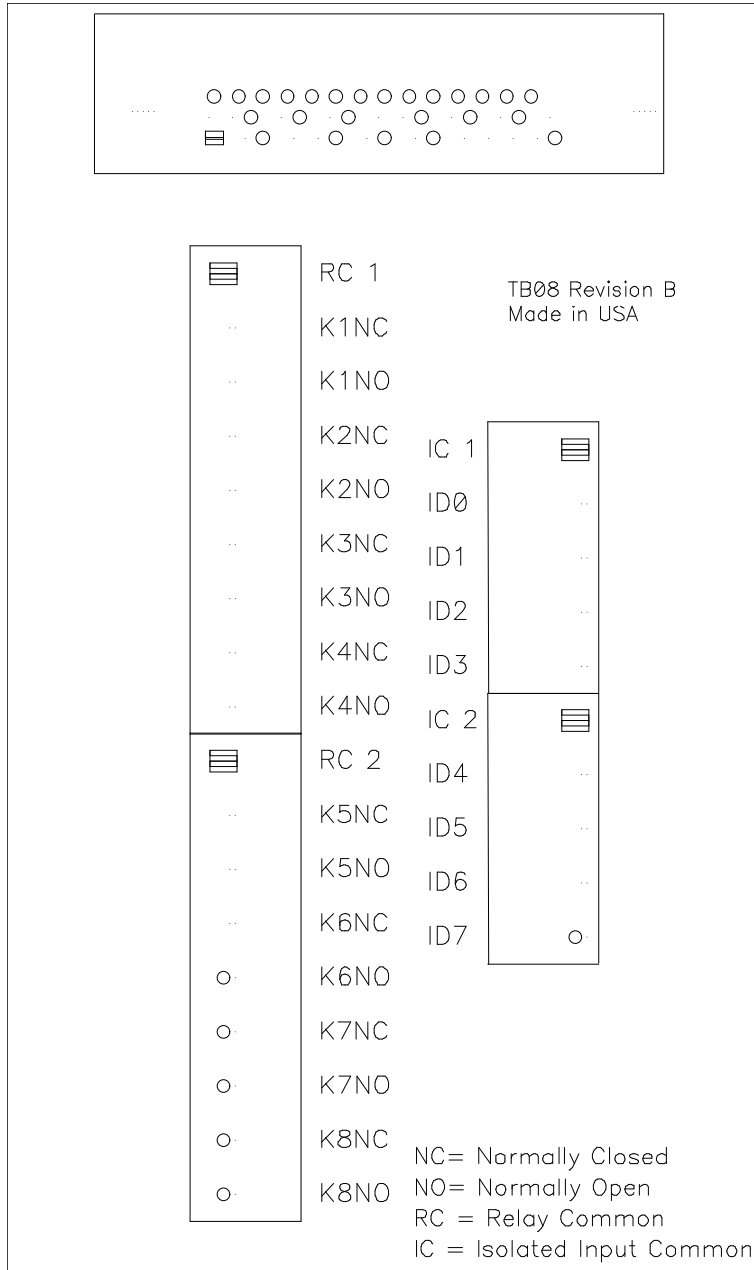 TB08 Revision B
Made in USA
RC 1
K1NC
K1NO
K2NC
K2NO
K3NC
K3NO
K4NC
K4NO
RC 2
K5NC
K5NO
K6NC
K6NO
K7NC
K7NO
K8NC
K8NO
IC 1
ID0
ID1
ID2
ID3
IC 2
ID4
ID5
ID6
ID7
NC= Normally Closed
NO= Normally Open
RC = Relay Common
IC = Isolated Input Common